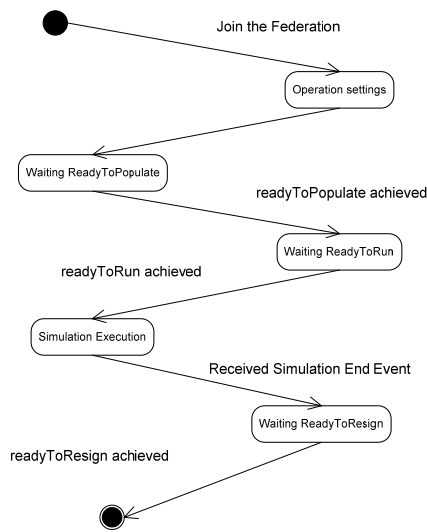 Join the Federation
Operation settings
Waiting ReadyToPopulate
readyToPopulate achieved
Waiting ReadyToRun
readyToRun achieved
Simulation Execution
Received Simulation End Event
Waiting ReadyToResign
readyToResign achieved